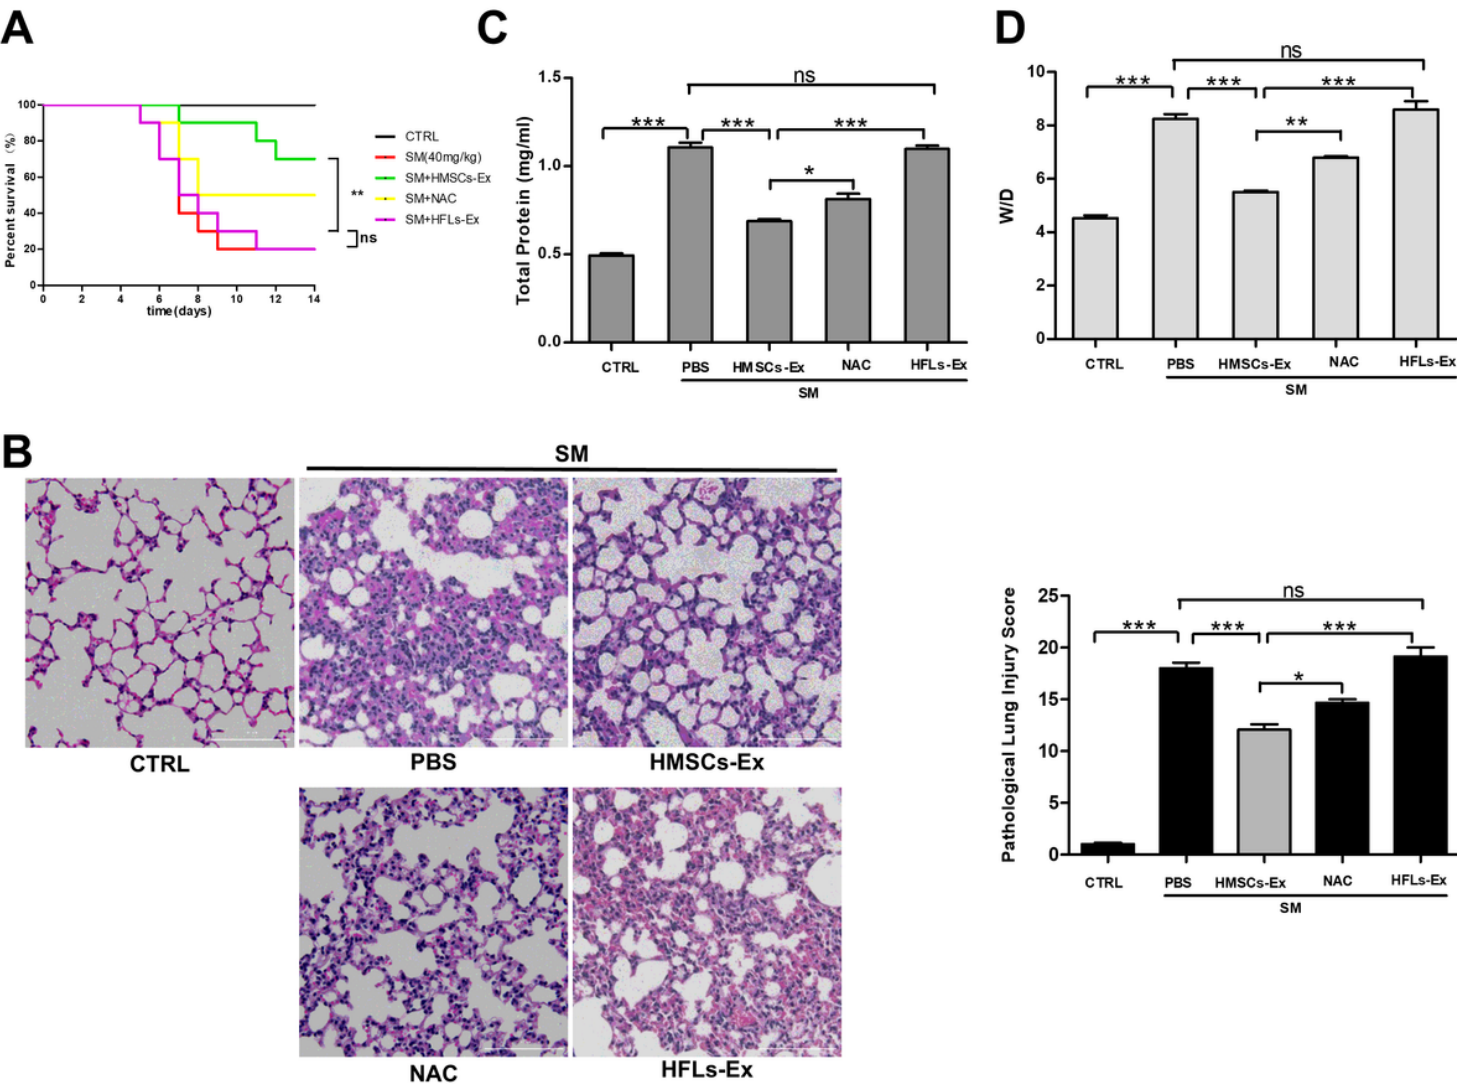 A
Percent survival (%)
100
80
60
40
20
0
0 2 4 6 8 10 12 14
time(days)
**
ns
CTRL
SM(40mg/kg)
SM+HMSCs-Ex
SM+NAC
SM+HFLs-Ex
C
Total Protein (mg/ml)
1.5
1.0
0.5
0.0
ns
*** *** ***
*
CTRL PBS HMSCs-Ex NAC HFLs-Ex
SM
D
W/D
10
8
6
4
2
0
ns
*** *** ***
**
CTRL PBS HMSCs-Ex NAC HFLs-Ex
SM
B
SM
CTRL PBS HMSCs-Ex
NAC HFLs-Ex
Pathological Lung Injury Score
25
20
15
10
5
0
ns
*** *** ***
*
CTRL PBS HMSCs-Ex NAC HFLs-Ex
SM